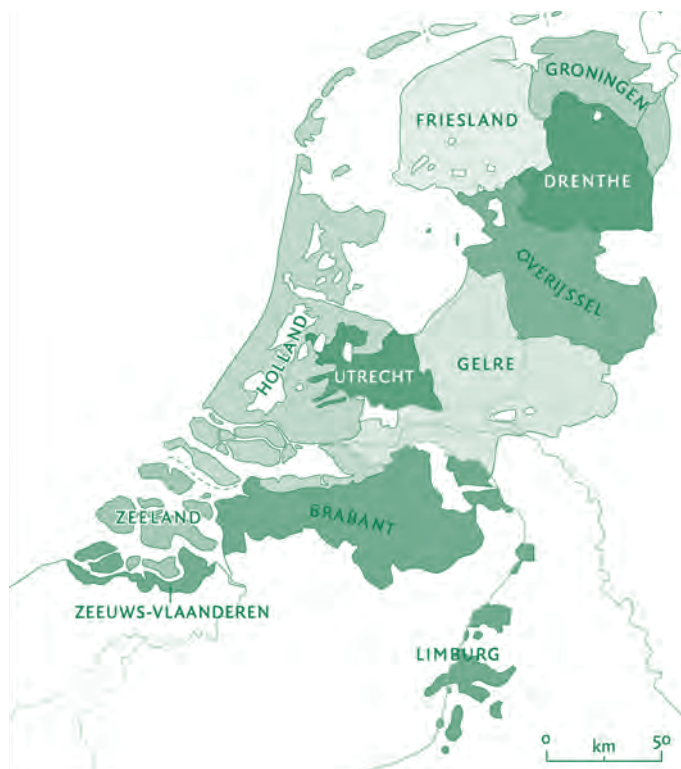 GRONINGEN
FRIESLAND
DRENTHE
OVERIJSSEL
HOLLAND
UTRECHT
GELRE
ZEELAND
BRABANT
ZEEUWS-VLAANDEREN
LIMBURG
0 km 50